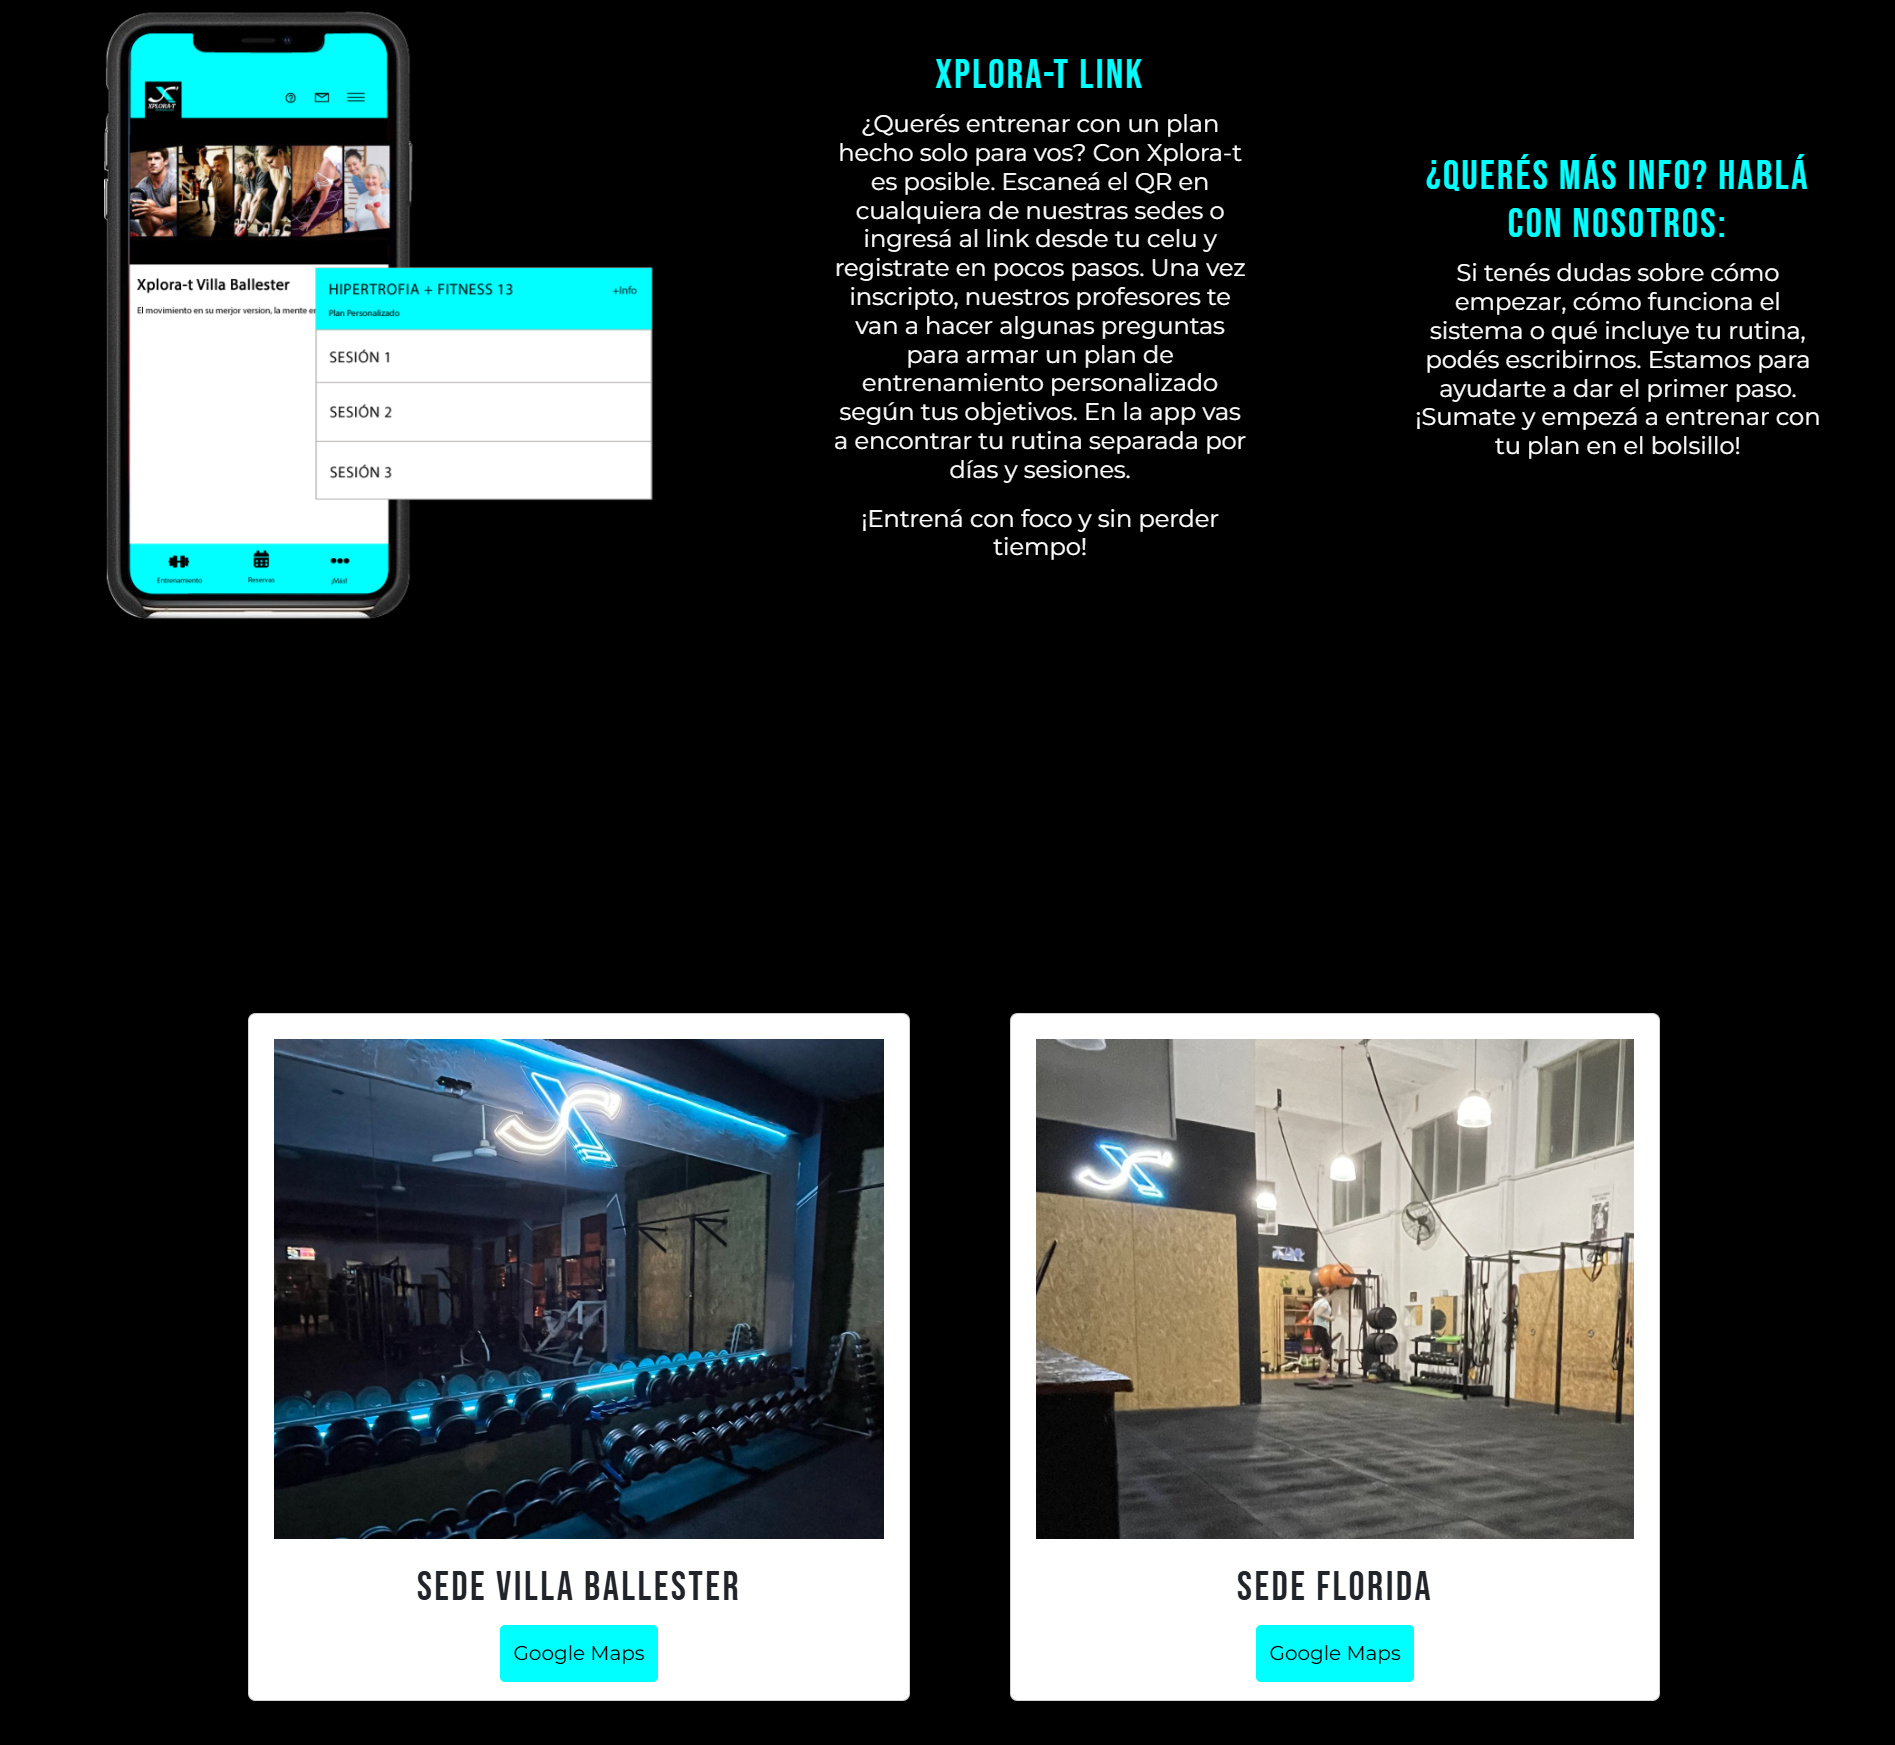 XPLORA-T
Xplora-t Villa Ballester
El movimiento en su merjor version, la mente en
HIPERTROFIA + FITNESS 13
+Info
Plan Personalizado
SESIÓN 1
SESIÓN 2
SESIÓN 3
Entrenamiento
Reservas
¡Más!
XPLORA-T LINK
¿Querés entrenar con un plan
hecho solo para vos? Con Xplora-t
es posible. Escaneá el QR en
cualquiera de nuestras sedes o
ingresá al link desde tu celu y
registrate en pocos pasos. Una vez
inscripto, nuestros profesores te
van a hacer algunas preguntas
para armar un plan de
entrenamiento personalizado
según tus objetivos. En la app vas
a encontrar tu rutina separada por
días y sesiones.
¡Entrená con foco y sin perder
tiempo!
¿QUERÉS MÁS INFO? HABLÁ
CON NOSOTROS:
Si tenés dudas sobre cómo
empezar, cómo funciona el
sistema o qué incluye tu rutina,
podés escribirnos. Estamos para
ayudarte a dar el primer paso.
¡Sumate y empezá a entrenar con
tu plan en el bolsillo!
SEDE VILLA BALLESTER
Google Maps
SEDE FLORIDA
Google Maps